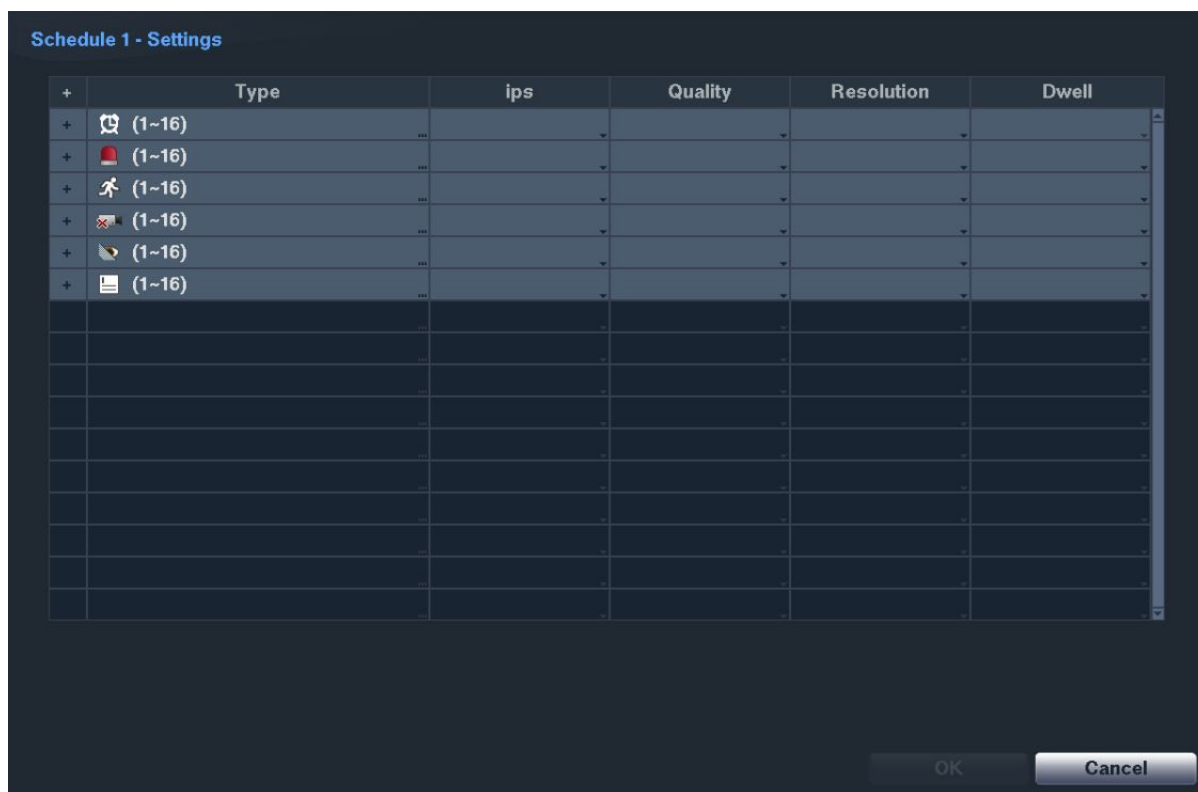 Schedule 1 - Settings
+ Type ips Quality Resolution Dwell
+ (1~16) ...
+ (1~16) ...
+ (1~16) ...
+ (1~16) ...
+ (1~16) ...
+ (1~16) ...
OK Cancel